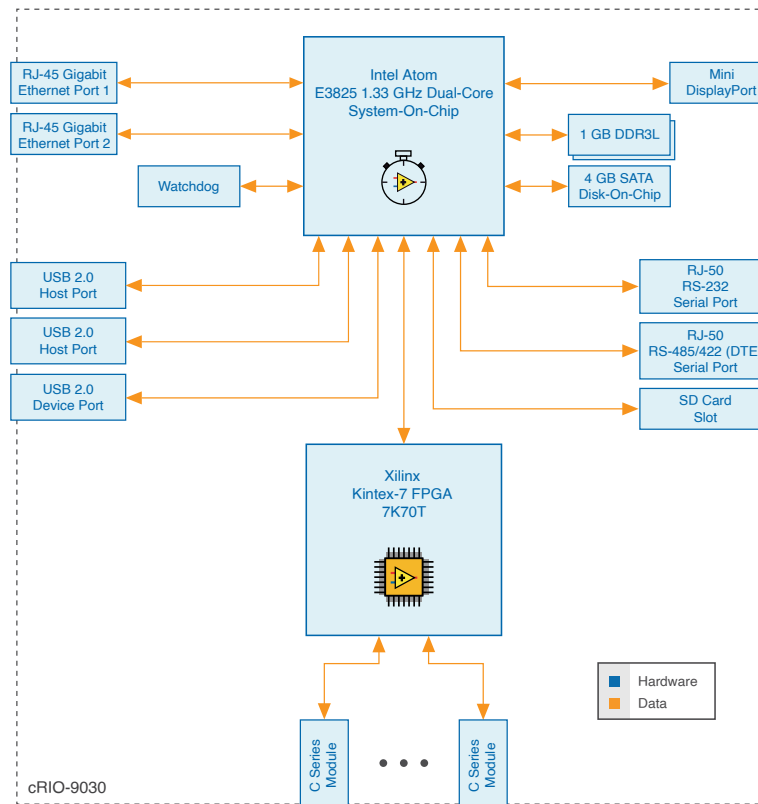 Intel Atom
E3825 1.33 GHz Dual-Core
System-On-Chip
RJ-45 Gigabit
Ethernet Port 1
RJ-45 Gigabit
Ethernet Port 2
Watchdog
Mini
DisplayPort
1 GB DDR3L
4 GB SATA
Disk-On-Chip
USB 2.0
Host Port
USB 2.0
Host Port
USB 2.0
Device Port
RJ-50
RS-232
Serial Port
RJ-50
RS-485/422 (DTE
Serial Port
SD Card
Slot
Xilinx
Kintex-7 FPGA
7K70T
C Series
Module
C Series
Module
Hardware
Data
cRIO-9030